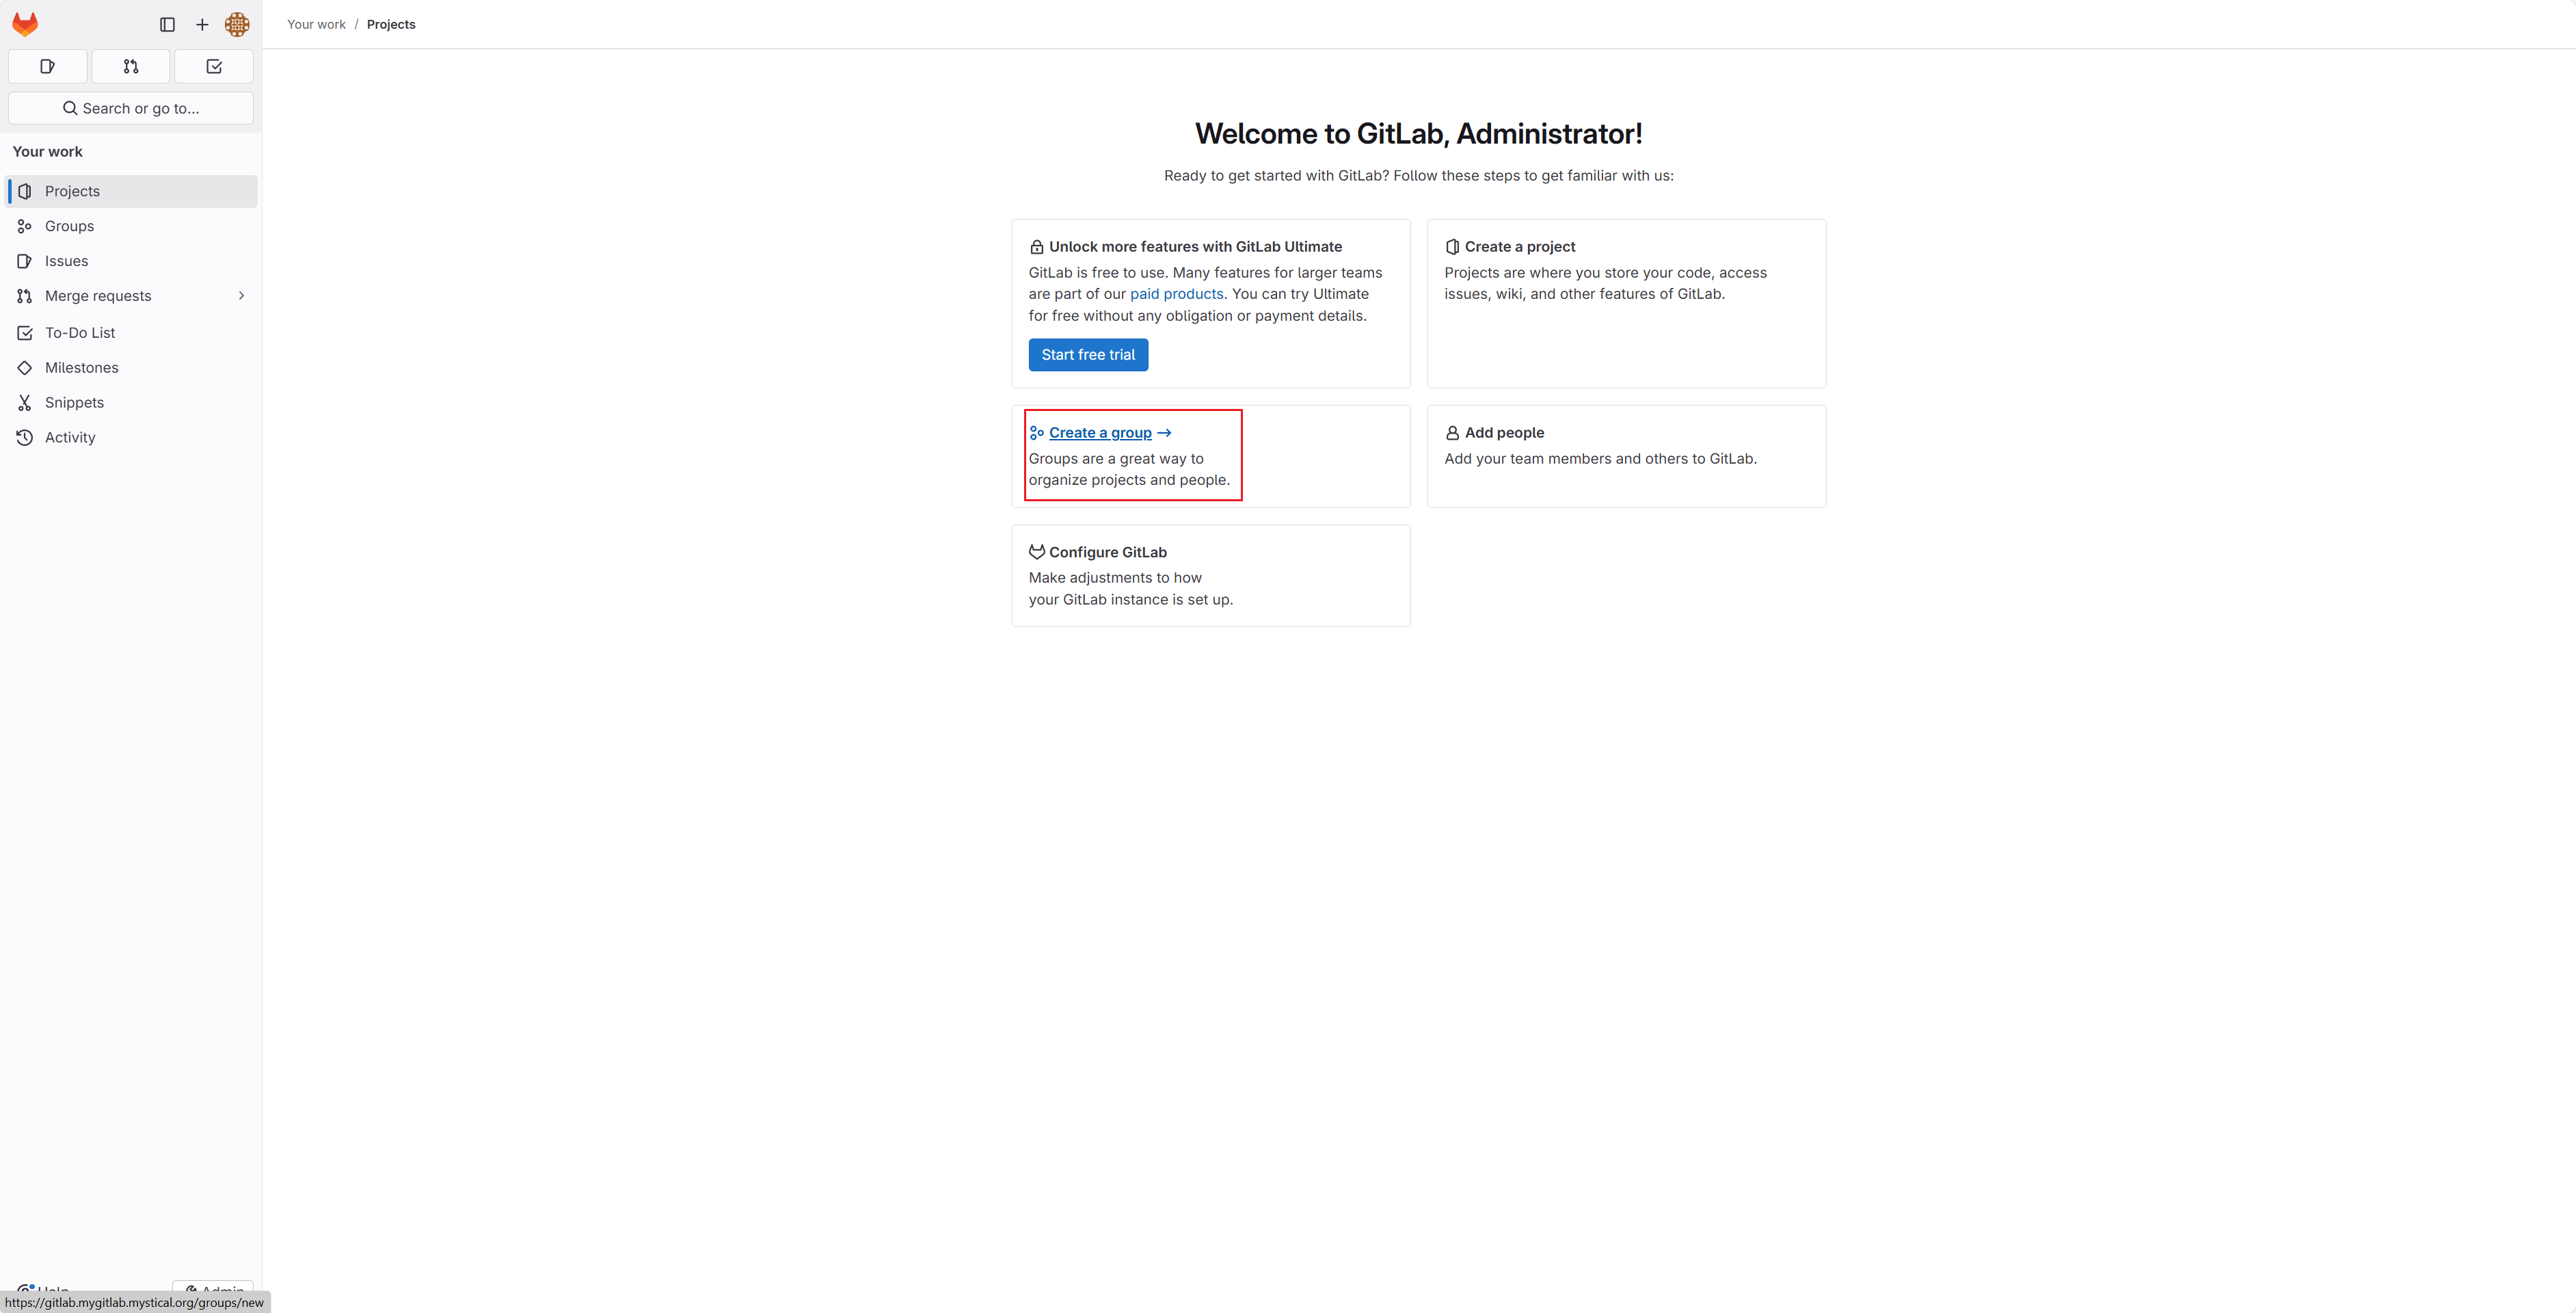 Your work / Projects
Search or go to...
Your work
Projects
Groups
Issues
Merge requests
To-Do List
Milestones
Snippets
Activity
Welcome to GitLab, Administrator!
Ready to get started with GitLab? Follow these steps to get familiar with us:
Unlock more features with GitLab Ultimate
GitLab is free to use. Many features for larger teams
are part of our paid products. You can try Ultimate
for free without any obligation or payment details.
Start free trial
Create a project
Projects are where you store your code, access
issues, wiki, and other features of GitLab.
Create a group →
Groups are a great way to
organize projects and people.
Add people
Add your team members and others to GitLab.
Configure GitLab
Make adjustments to how
your GitLab instance is set up.
Help
Admin
https://gitlab.mygitlab.mystical.org/groups/new